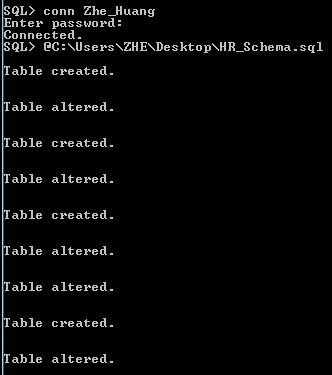 SQL> conn Zhe_Huang
Enter password:
Connected.
SQL> @C:\Users\ZHE\Desktop\HR_Schema.sql
Table created.
Table altered.
Table created.
Table altered.
Table created.
Table altered.
Table altered.
Table created.
Table altered.